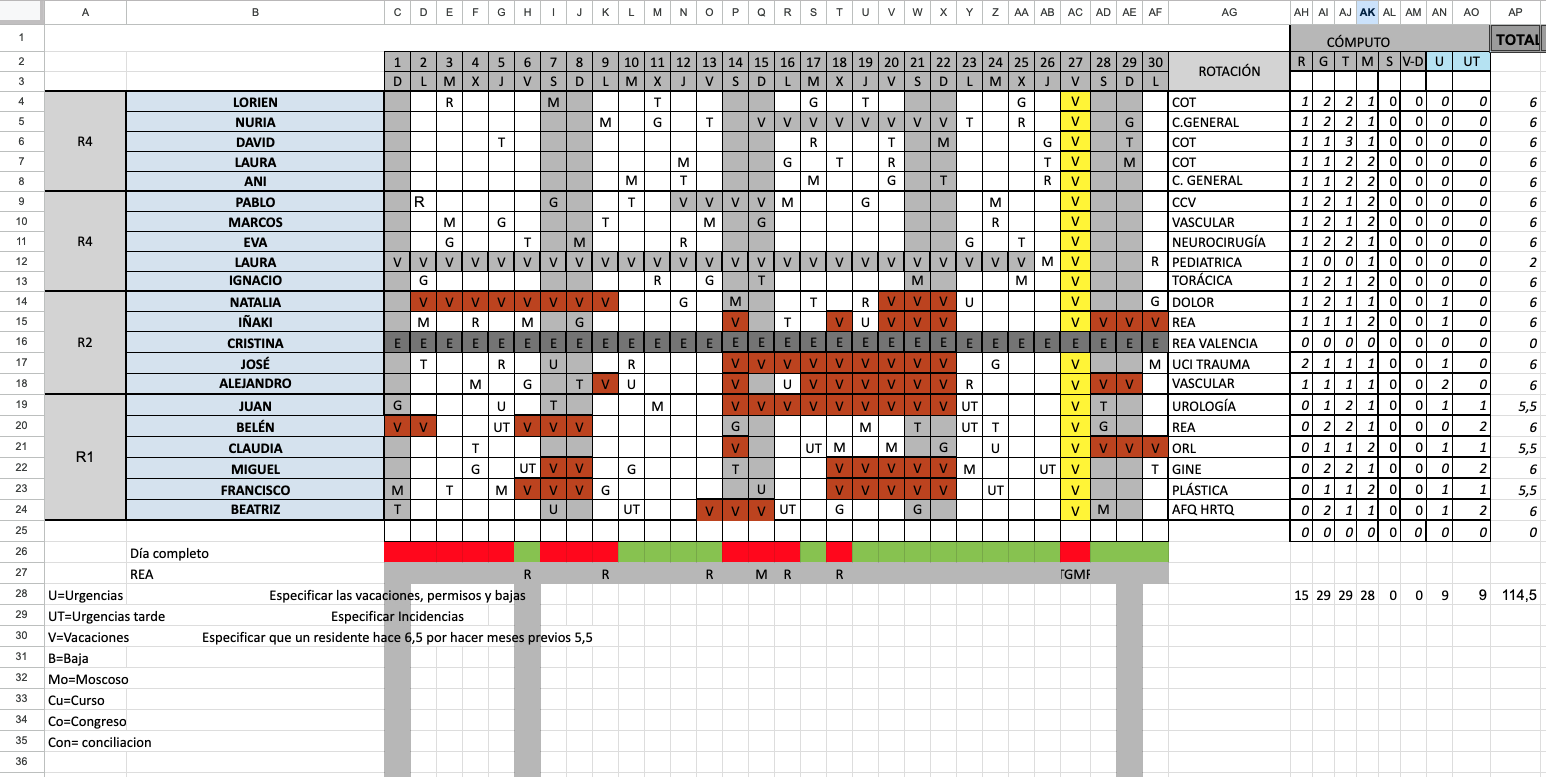 A B C D E F G H I J K L M N O P Q R S T U V W X Y Z AA AB AC AD AE AF AG AH AI AJ AK AL AM AN AO AP
1 CÓMPUTO TOTAL
2 1 2 3 4 5 6 7 8 9 10 11 12 13 14 15 16 17 18 19 20 21 22 23 24 25 26 27 28 29 30 ROTACIÓN R G T M S V-D U UT
3 D L M X J V S D L M X J V S D L M X J V S D L M X J V S D L
4 R4 LORIEN R M T G T G V COT 1 2 2 1 0 0 0 0 6
5 NURIA M G T V V V V V V V V T R V G C.GENERAL 1 2 2 1 0 0 0 0 6
6 DAVID T R T M G V T COT 1 1 3 1 0 0 0 0 6
7 LAURA M G T R T V M COT 1 1 2 2 0 0 0 0 6
8 ANI M T M G T R V C. GENERAL 1 1 2 2 0 0 0 0 6
9 R4 PABLO R G T V V V V M G M V CCV 1 2 1 2 0 0 0 0 6
10 MARCOS M G T M G R V VASCULAR 1 2 1 2 0 0 0 0 6
11 EVA G T M R G T V NEUROCIRUGÍA 1 2 2 1 0 0 0 0 6
12 LAURA V V V V V V V V V V V V V V V V V V V V V V V V V M V R PEDIATRICA 1 0 0 1 0 0 0 0 2
13 IGNACIO G R G T M M V TORÁCICA 1 2 1 2 0 0 0 0 6
14 R2 NATALIA V V V V V V V V G M T R V V V U V G DOLOR 1 2 1 1 0 0 1 0 6
15 IÑAKI M R M G V T V U V V V V V V V REA 1 1 1 2 0 0 1 0 6
16 CRISTINA E E E E E E E E E E E E E E E E E E E E E E E E E E E E E E REA VALENCIA 0 0 0 0 0 0 0 0 0
17 JOSÉ T R U R V V V V V V V V V G V M UCI TRAUMA 2 1 1 1 0 0 1 0 6
18 ALEJANDRO M G T V U V U V V V V V V R V V V VASCULAR 1 1 1 1 0 0 2 0 6
19 R1 JUAN G U T M V V V V V V V V V UT V T UROLOGÍA 0 1 2 1 0 0 1 1 5,5
20 BELÉN V V UT V V V G M T UT T V G REA 0 2 2 1 0 0 0 2 6
21 CLAUDIA T V UT M M G U V V V V ORL 0 1 1 2 0 0 1 1 5,5
22 MIGUEL G UT V V G T V V V V V M UT V T GINE 0 2 2 1 0 0 0 2 6
23 FRANCISCO M T M V V V G U V V V V V UT V PLÁSTICA 0 1 1 2 0 0 1 1 5,5
24 BEATRIZ T U UT V V V UT G G V M AFQ HRTQ 0 2 1 1 0 0 1 2 6
25 0 0 0 0 0 0 0 0 0
26 Día completo
27 REA R R R M R R TGMR
28 U=Urgencias Especificar las vacaciones, permisos y bajas 15 29 29 28 0 0 9 9 114,5
29 UT=Urgencias tarde Especificar Incidencias
30 V=Vacaciones Especificar que un residente hace 6,5 por hacer meses previos 5,5
31 B=Baja
32 Mo=Moscoso
33 Cu=Curso
34 Co=Congreso
35 Con= conciliacion
36